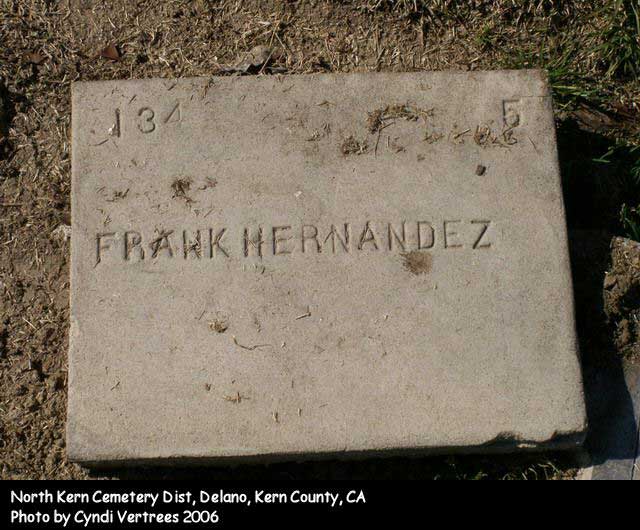 134 5
FRANK HERNANDEZ
North Kern Cemetery Dist, Delano, Kern County, CA
Photo by Cyndi Vertrees 2006